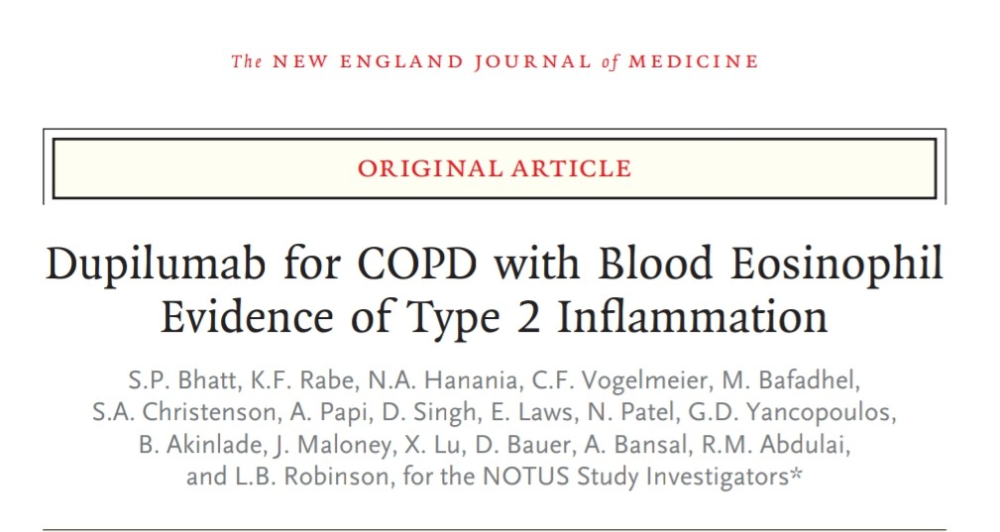 The NEW ENGLAND JOURNAL of MEDICINE
ORIGINAL ARTICLE
Dupilumab for COPD with Blood Eosinophil
Evidence of Type 2 Inflammation
S.P. Bhatt, K.F. Rabe, N.A. Hanania, C.F. Vogelmeier, M. Bafadhel,
S.A. Christenson, A. Papi, D. Singh, E. Laws, N. Patel, G.D. Yancopoulos,
B. Akinlade, J. Maloney, X. Lu, D. Bauer, A. Bansal, R.M. Abdulai,
and L.B. Robinson, for the NOTUS Study Investigators*